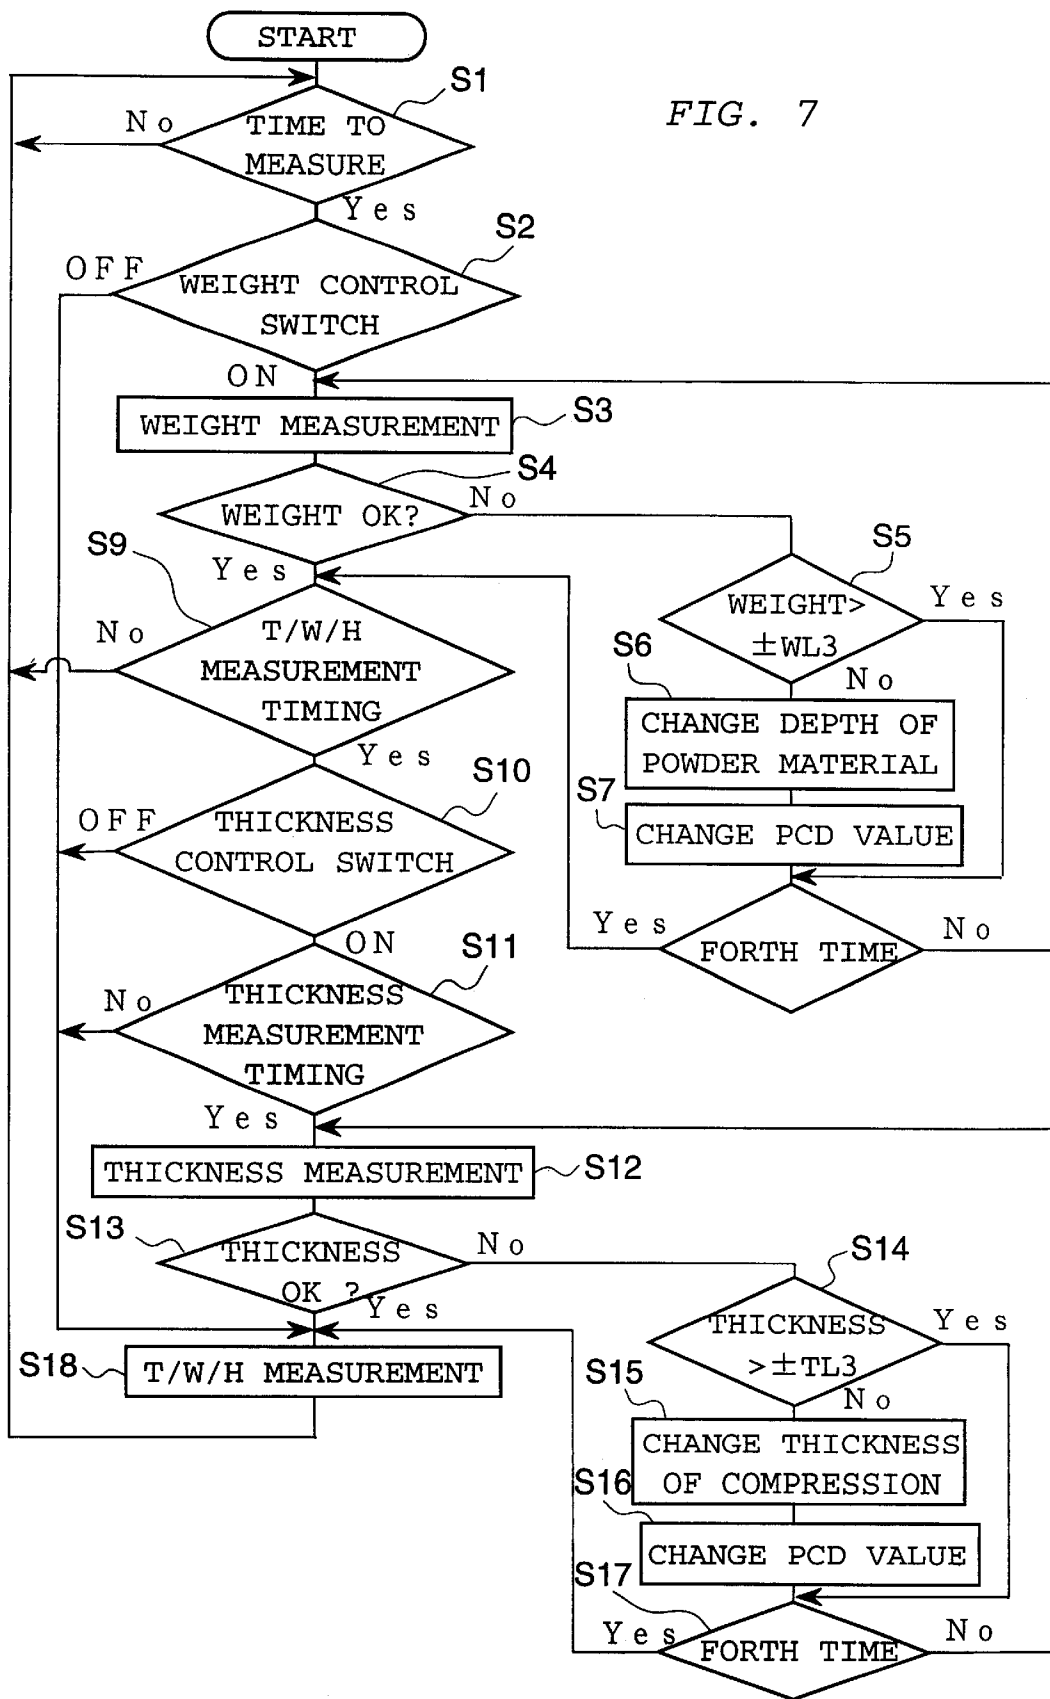 START
FIG. 7
S1
No
TIME TO
MEASURE
Yes
S2
OFF
WEIGHT CONTROL
SWITCH
ON
WEIGHT MEASUREMENT
S3
S4
WEIGHT OK?
No
Yes
S5
WEIGHT>
±WL3
Yes
No
S6
CHANGE DEPTH OF
POWDER MATERIAL
S7
CHANGE PCD VALUE
Yes
FORTH TIME
No
S9
No
T/W/H
MEASUREMENT
TIMING
Yes
S10
OFF
THICKNESS
CONTROL SWITCH
ON
S11
No
THICKNESS
MEASUREMENT
TIMING
Yes
THICKNESS MEASUREMENT
S12
S13
THICKNESS
OK ?
No
Yes
S14
THICKNESS
>±TL3
Yes
No
S15
CHANGE THICKNESS
OF COMPRESSION
S16
CHANGE PCD VALUE
S17
Yes
FORTH TIME
No
S18
T/W/H MEASUREMENT